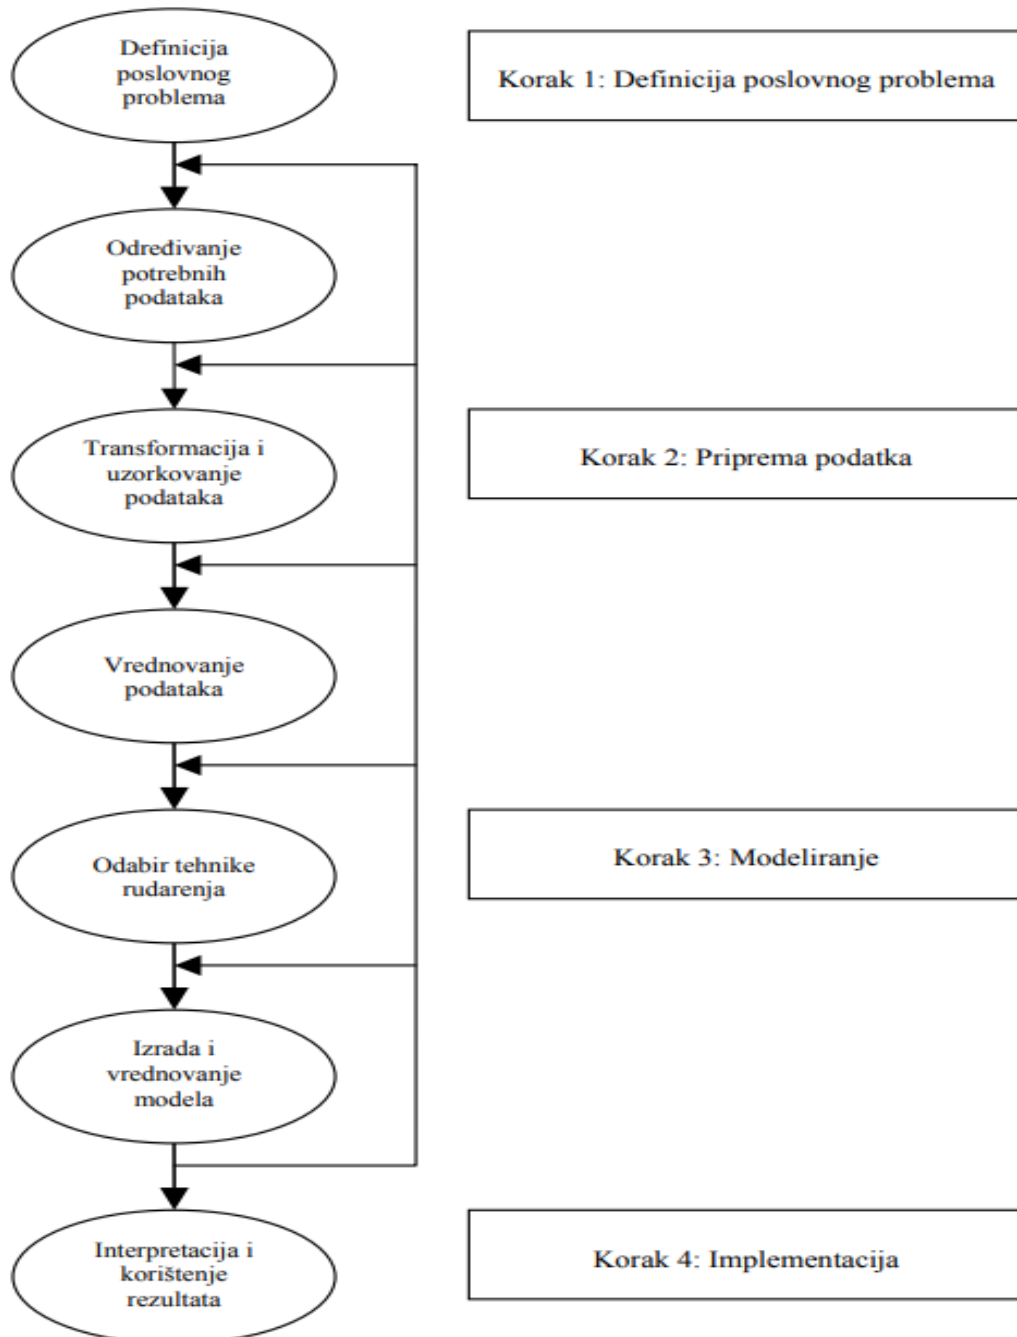 Definicija
poslovnog
problema
Korak 1: Definicija poslovnog problema
Određivanje
potrebnih
podataka
Transformacija i
uzorkovanje
podataka
Korak 2: Priprema podatka
Vrednovanje
podataka
Odabir tehnike
rudarenja
Korak 3: Modeliranje
Izrada i
vrednovanje
modela
Interpretacija i
korištenje
rezultata
Korak 4: Implementacija